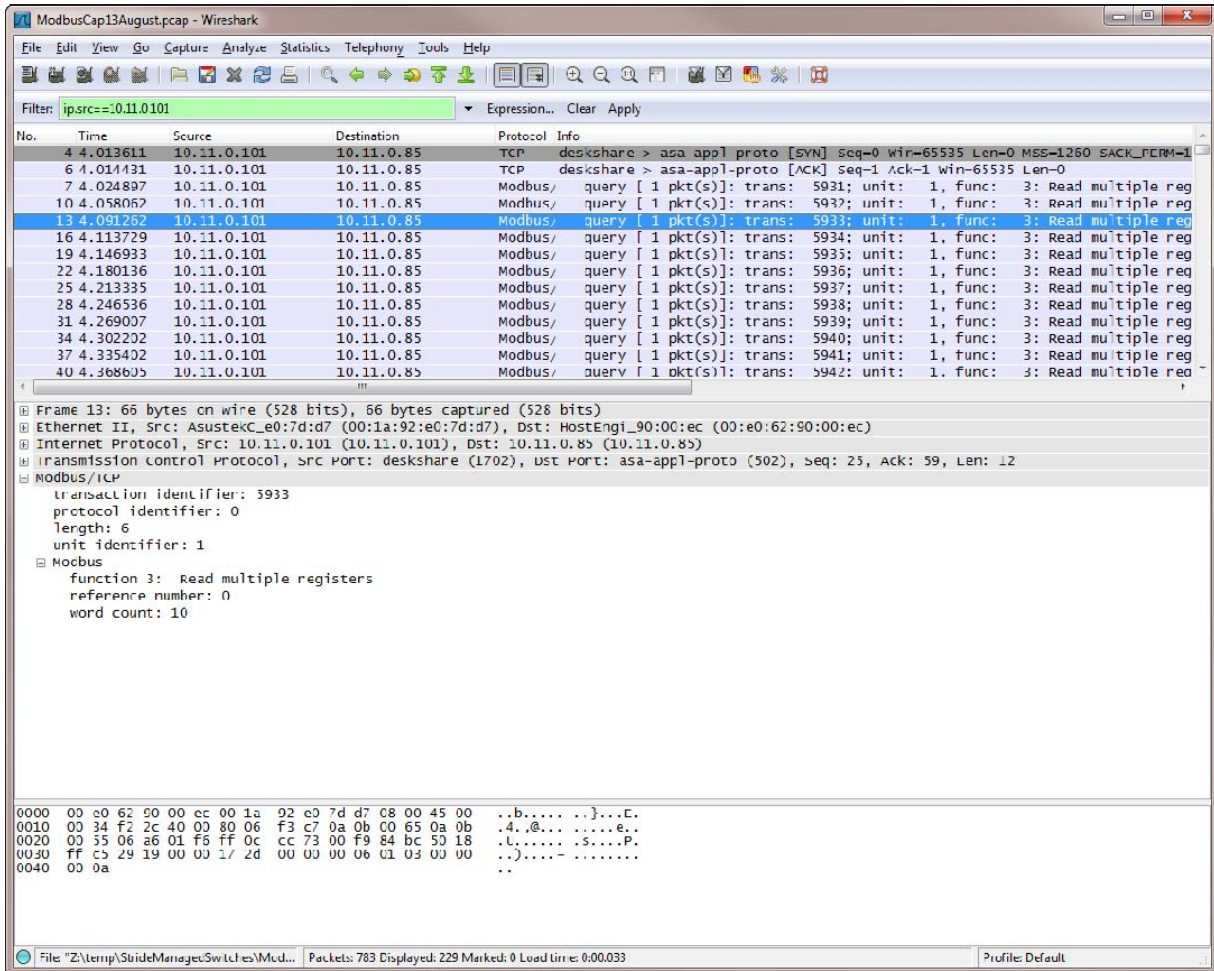 ModbusCap13August.pcap - Wireshark
File Edit View Go Capture Analyze Statistics Telephony Tools Help
Filter: ip.src==10.11.0.101 Expression... Clear Apply
No. Time Source Destination Protocol Info
4 4.013611 10.11.0.101 10.11.0.85 TCP deskshare > asa-appl-proto [SYN] Seq=0 Win=65535 Len=0 MSS=1260 SACK_PERM=1
6 4.014431 10.11.0.101 10.11.0.85 TCP deskshare > asa-appl-proto [ACK] Seq=1 Ack=1 Win=65535 Len=0
7 4.024897 10.11.0.101 10.11.0.85 Modbus/ query [ 1 pkt(s)]: trans: 5931; unit: 1, func: 3: Read multiple reg
10 4.058062 10.11.0.101 10.11.0.85 Modbus/ query [ 1 pkt(s)]: trans: 5932; unit: 1, func: 3: Read multiple reg
13 4.091262 10.11.0.101 10.11.0.85 Modbus/ query [ 1 pkt(s)]: trans: 5933; unit: 1, func: 3: Read multiple reg
16 4.113729 10.11.0.101 10.11.0.85 Modbus/ query [ 1 pkt(s)]: trans: 5934; unit: 1, func: 3: Read multiple reg
19 4.146933 10.11.0.101 10.11.0.85 Modbus/ query [ 1 pkt(s)]: trans: 5935; unit: 1, func: 3: Read multiple reg
22 4.180136 10.11.0.101 10.11.0.85 Modbus/ query [ 1 pkt(s)]: trans: 5936; unit: 1, func: 3: Read multiple reg
25 4.213335 10.11.0.101 10.11.0.85 Modbus/ query [ 1 pkt(s)]: trans: 5937; unit: 1, func: 3: Read multiple reg
28 4.246536 10.11.0.101 10.11.0.85 Modbus/ query [ 1 pkt(s)]: trans: 5938; unit: 1, func: 3: Read multiple reg
31 4.269007 10.11.0.101 10.11.0.85 Modbus/ query [ 1 pkt(s)]: trans: 5939; unit: 1, func: 3: Read multiple reg
34 4.302202 10.11.0.101 10.11.0.85 Modbus/ query [ 1 pkt(s)]: trans: 5940; unit: 1, func: 3: Read multiple reg
37 4.335402 10.11.0.101 10.11.0.85 Modbus/ query [ 1 pkt(s)]: trans: 5941; unit: 1, func: 3: Read multiple reg
40 4.368605 10.11.0.101 10.11.0.85 Modbus/ query [ 1 pkt(s)]: trans: 5942; unit: 1, func: 3: Read multiple reg
Frame 13: 66 bytes on wire (528 bits), 66 bytes captured (528 bits)
Ethernet II, Src: AsustekC_e0:7d:d7 (00:1a:92:e0:7d:d7), Dst: HostEngi_90:00:ec (00:e0:62:90:00:ec)
Internet Protocol, Src: 10.11.0.101 (10.11.0.101), Dst: 10.11.0.85 (10.11.0.85)
Transmission Control Protocol, Src Port: deskshare (1702), Dst Port: asa-appl-proto (502), Seq: 25, Ack: 59, Len: 12
Modbus/TCP
transaction identifier: 5933
protocol identifier: 0
length: 6
unit identifier: 1
Modbus
function 3: Read multiple registers
reference number: 0
word count: 10
0000 00 e0 62 90 00 ec 00 1a 92 e0 7d d7 08 00 45 00 ..b..... ..}...E.
0010 00 34 f2 2c 40 00 80 06 f3 c7 0a 0b 00 65 0a 0b .4.,@... .....e..
0020 00 55 06 a6 01 f6 ff 0c cc 73 00 f9 84 bc 50 18 .U...... .s....P.
0030 ff c5 29 19 00 00 17 2d 00 00 00 06 01 03 00 00 ..)....- ........
0040 00 0a ..
File: "Z:\temp\StrideManagedSwitches\Mod... Packets: 783 Displayed: 229 Marked: 0 Load time: 0:00.033 Profile: Default